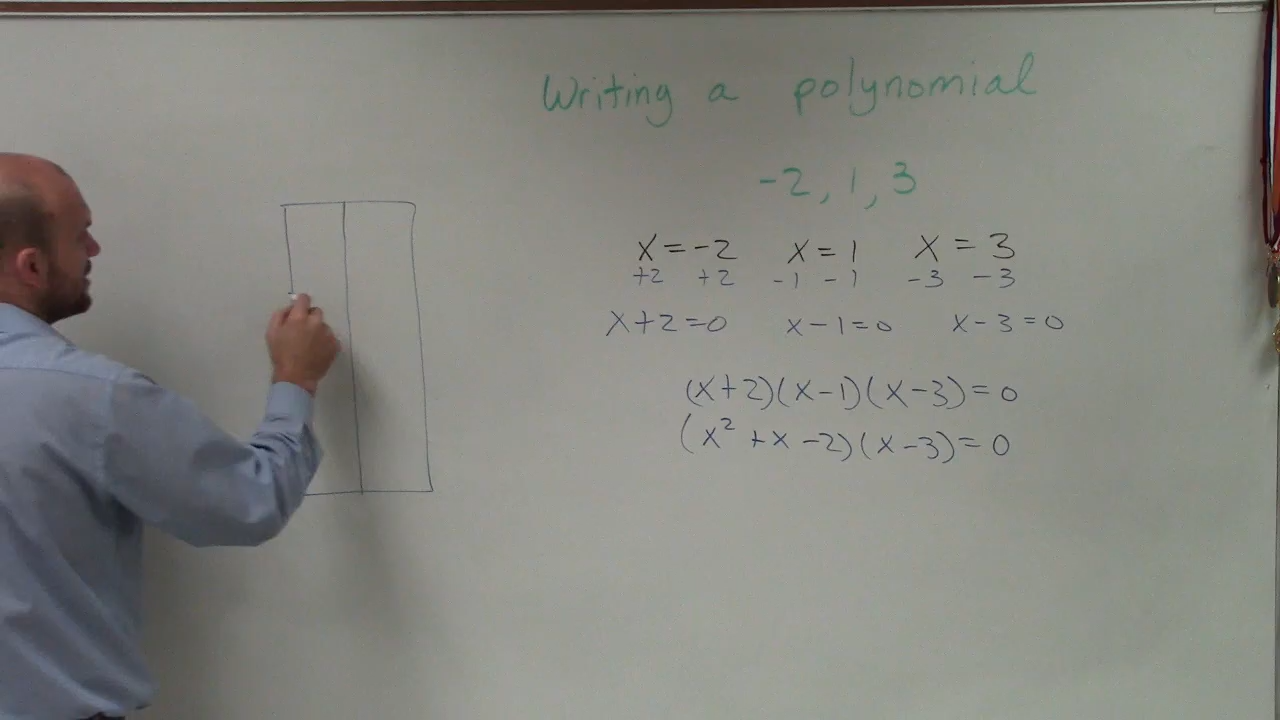 Writing a polynomial
-2, 1, 3
x = -2 x = 1 x = 3
+2 +2 -1 -1 -3 -3
x+2=0 x-1=0 x-3=0
(x+2)(x-1)(x-3)=0
(x² +x -2)(x-3)=0